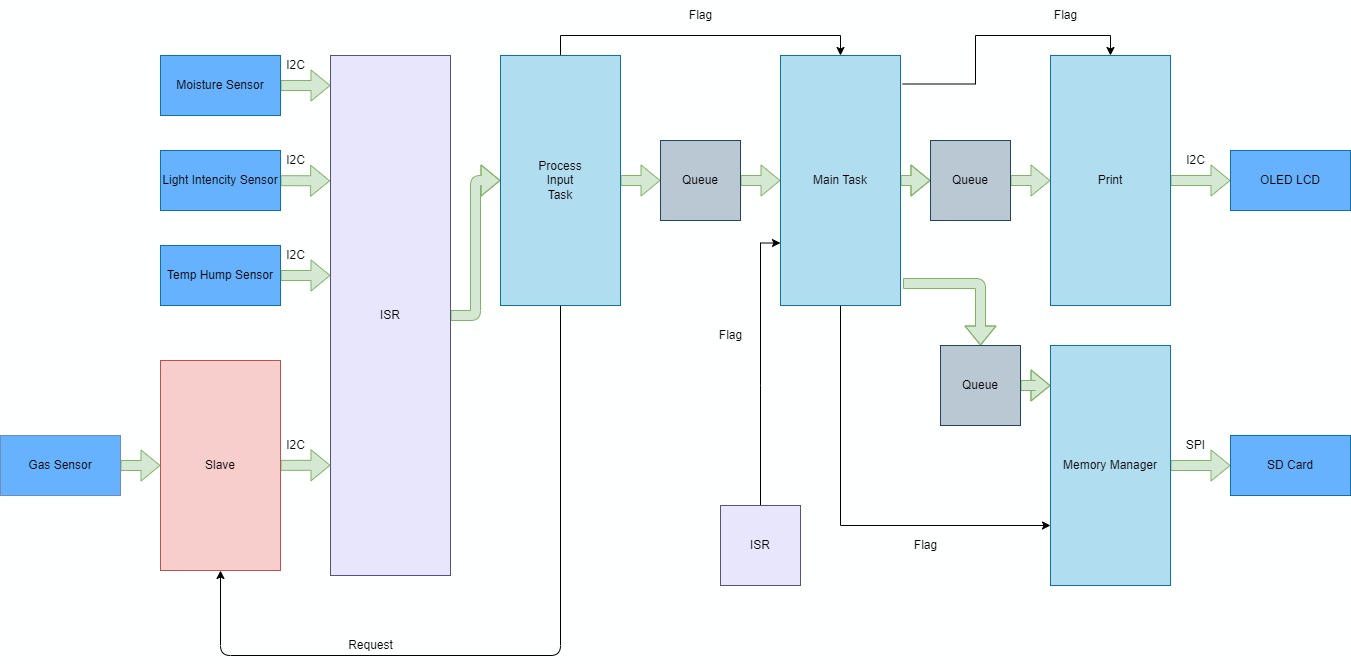 Flag
Flag
Moisture Sensor
I2C
Light Intencity Sensor
I2C
Temp Hump Sensor
I2C
Gas Sensor
Slave
I2C
ISR
Process
Input
Task
Queue
Main Task
Queue
Print
I2C
OLED LCD
Flag
Queue
Memory Manager
SPI
SD Card
ISR
Flag
Request